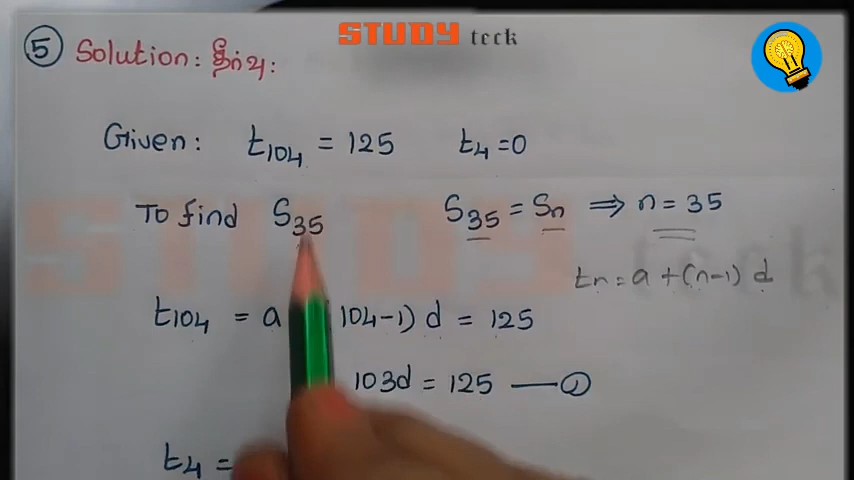 STUDY teck
5 Solution: தீர்வு:
Given: t104 = 125 t4 = 0
To find S35 S35 = Sn ⇒ n = 35
tn = a + (n-1) d
t104 = a 104-1) d = 125
103d = 125 — 1
t4 =